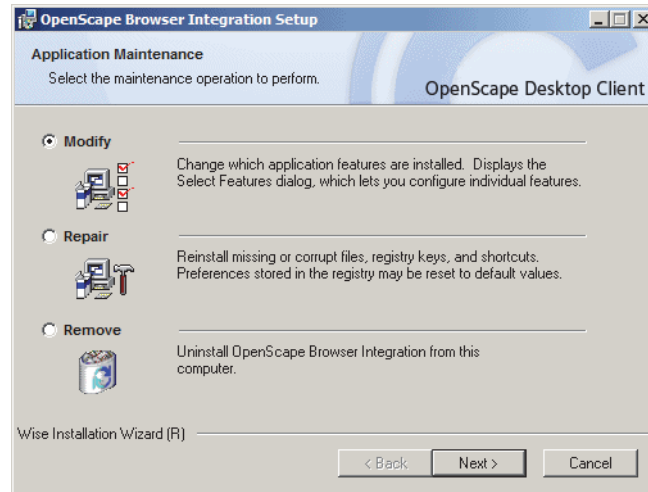 OpenScape Browser Integration Setup
Application Maintenance
Select the maintenance operation to perform.
OpenScape Desktop Client
Modify
Change which application features are installed. Displays the
Select Features dialog, which lets you configure individual features.
Repair
Reinstall missing or corrupt files, registry keys, and shortcuts.
Preferences stored in the registry may be reset to default values.
Remove
Uninstall OpenScape Browser Integration from this
computer.
Wise Installation Wizard (R)
< Back
Next >
Cancel